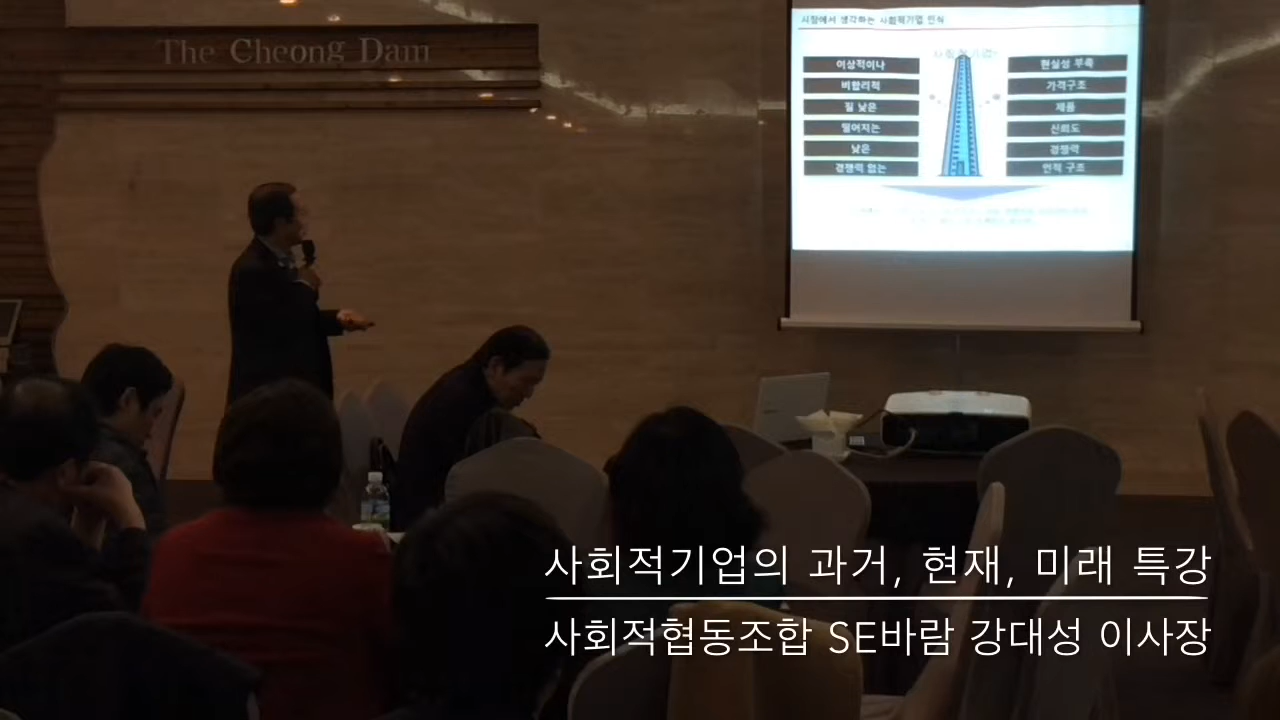 The Cheong Dam
시장에서 생각하는 사회적기업 인식
이상적이나
현실성 부족
비합리적
가격구조
질 낮은
제품
떨어지는
신뢰도
낮은
경쟁력
경쟁력 없는
인적 구조
사회적기업의 과거, 현재, 미래 특강
사회적협동조합 SE바람 강대성 이사장